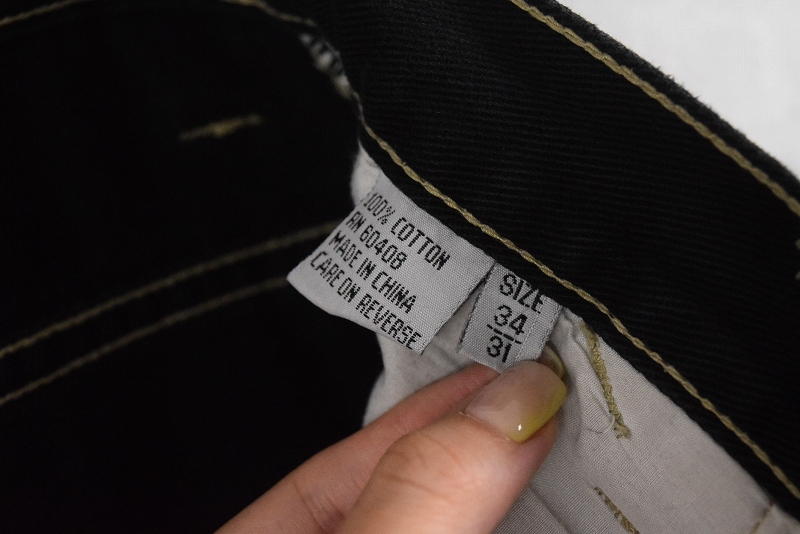 100% COTTON
RN 60408
MADE IN CHINA
CARE ON REVERSE
SIZE
34
31